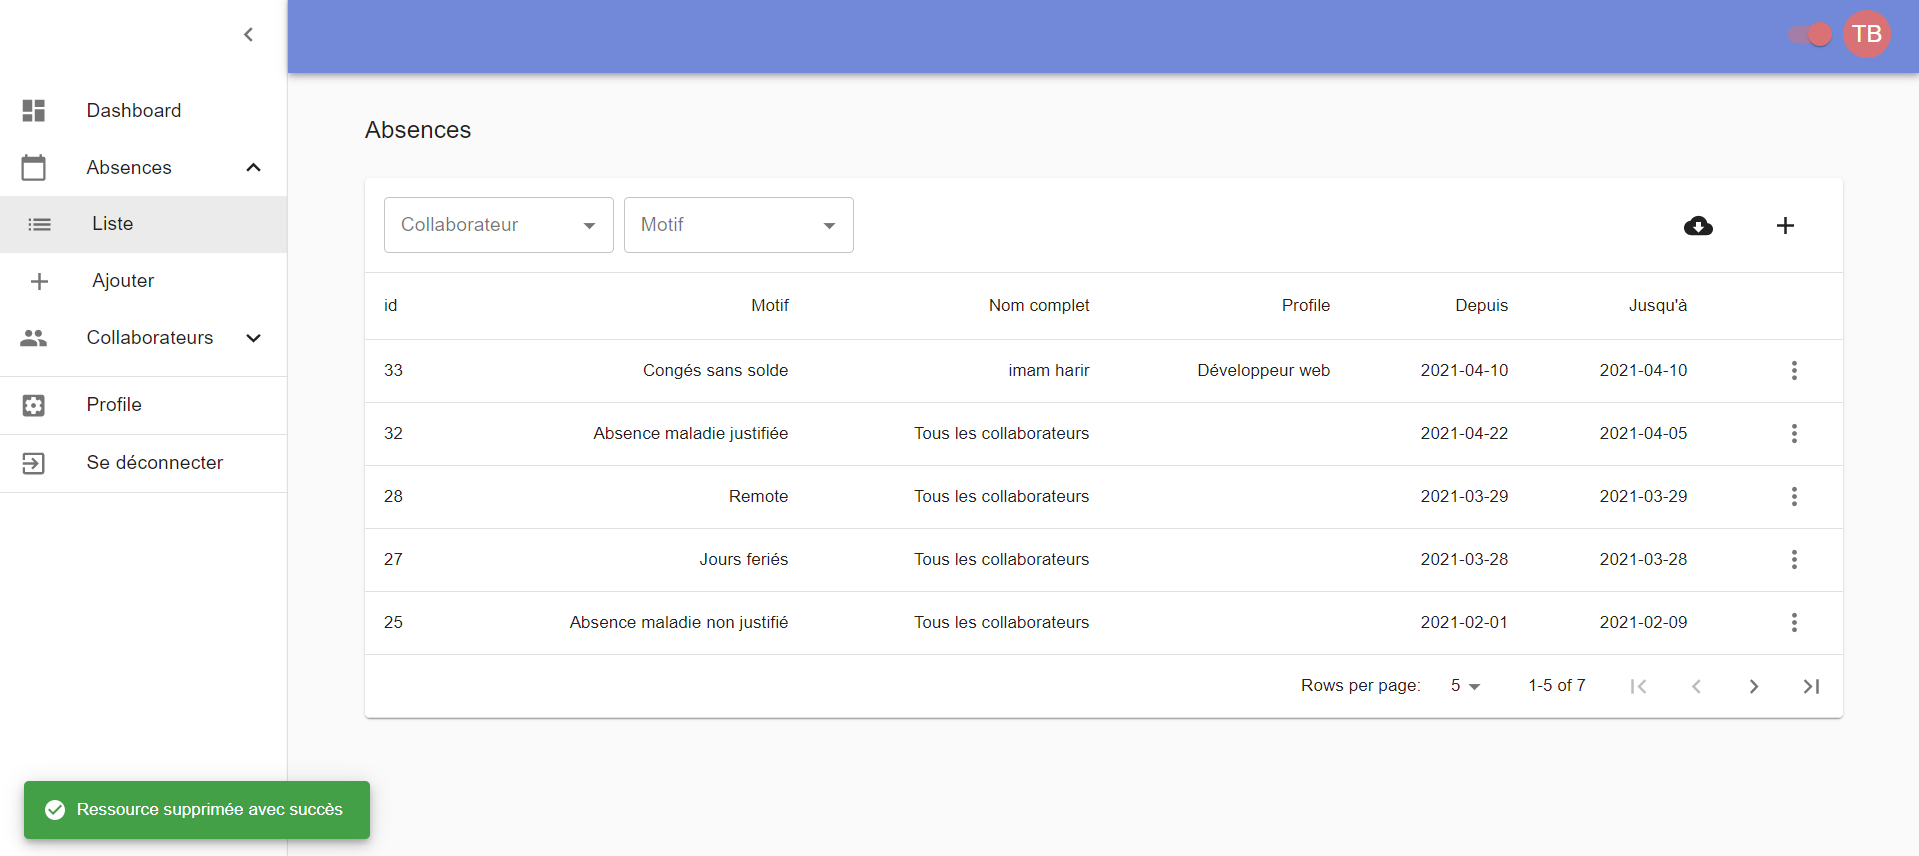 TB
Dashboard
Absences
Liste
Ajouter
Collaborateurs
Profile
Se déconnecter
Absences
Collaborateur Motif
id Motif Nom complet Profile Depuis Jusqu'à
33 Congés sans solde imam harir Développeur web 2021-04-10 2021-04-10
32 Absence maladie justifiée Tous les collaborateurs 2021-04-22 2021-04-05
28 Remote Tous les collaborateurs 2021-03-29 2021-03-29
27 Jours feriés Tous les collaborateurs 2021-03-28 2021-03-28
25 Absence maladie non justifié Tous les collaborateurs 2021-02-01 2021-02-09
Rows per page: 5 1-5 of 7
Ressource supprimée avec succès